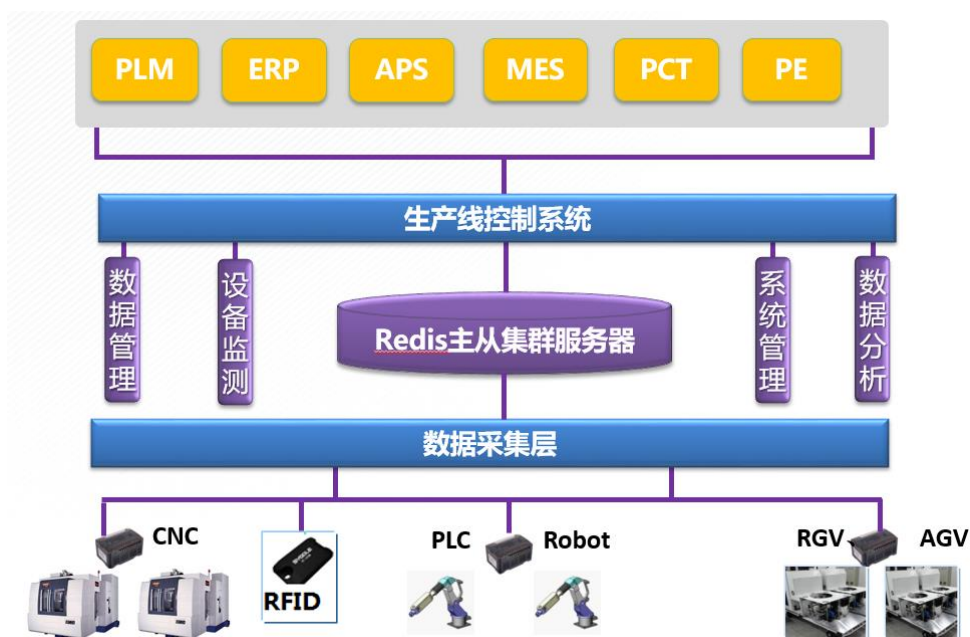 PLM
ERP
APS
MES
PCT
PE
生产线控制系统
数据管理
设备监测
Redis主从集群服务器
系统管理
数据分析
数据采集层
CNC
RFID
PLC
Robot
RGV
AGV